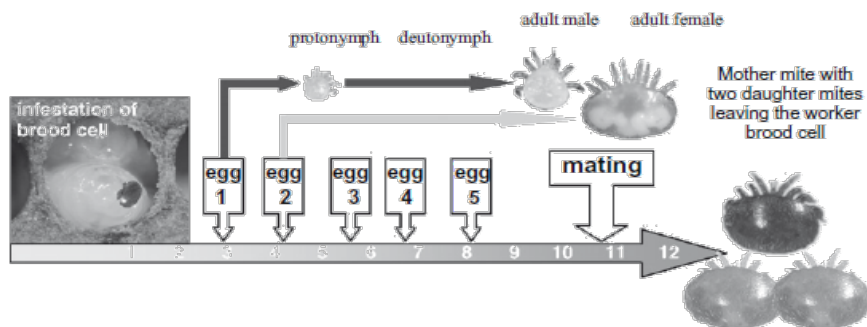 protonymph deutonymph adult male adult female
Mother mite with
two daughter mites
leaving the worker
brood cell
infestation of
brood cell
egg 1
egg 2
egg 3
egg 4
egg 5
mating
1 2 3 4 5 6 7 8 9 10 11 12